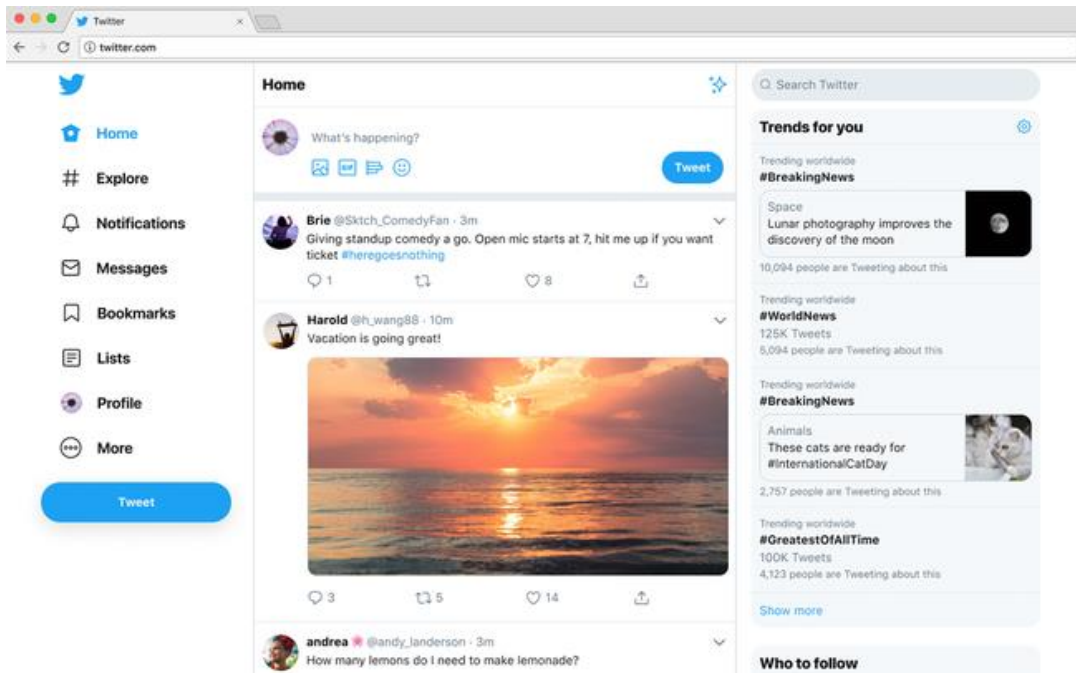 Twitter
twitter.com
Home
Explore
Notifications
Messages
Bookmarks
Lists
Profile
More
Tweet
Home
What's happening?
GIF
Tweet
Brie @Sktch_ComedyFan · 3m
Giving standup comedy a go. Open mic starts at 7, hit me up if you want
ticket #heregoesnothing
1
8
Harold @h_wang88 · 10m
Vacation is going great!
3
5
14
andrea @andy_landerson · 3m
How many lemons do I need to make lemonade?
Search Twitter
Trends for you
Trending worldwide
#BreakingNews
Space
Lunar photography improves the
discovery of the moon
10,094 people are Tweeting about this
Trending worldwide
#WorldNews
125K Tweets
5,094 people are Tweeting about this
Trending worldwide
#BreakingNews
Animals
These cats are ready for
#InternationalCatDay
2,757 people are Tweeting about this
Trending worldwide
#GreatestOfAllTime
100K Tweets
4,123 people are Tweeting about this
Show more
Who to follow